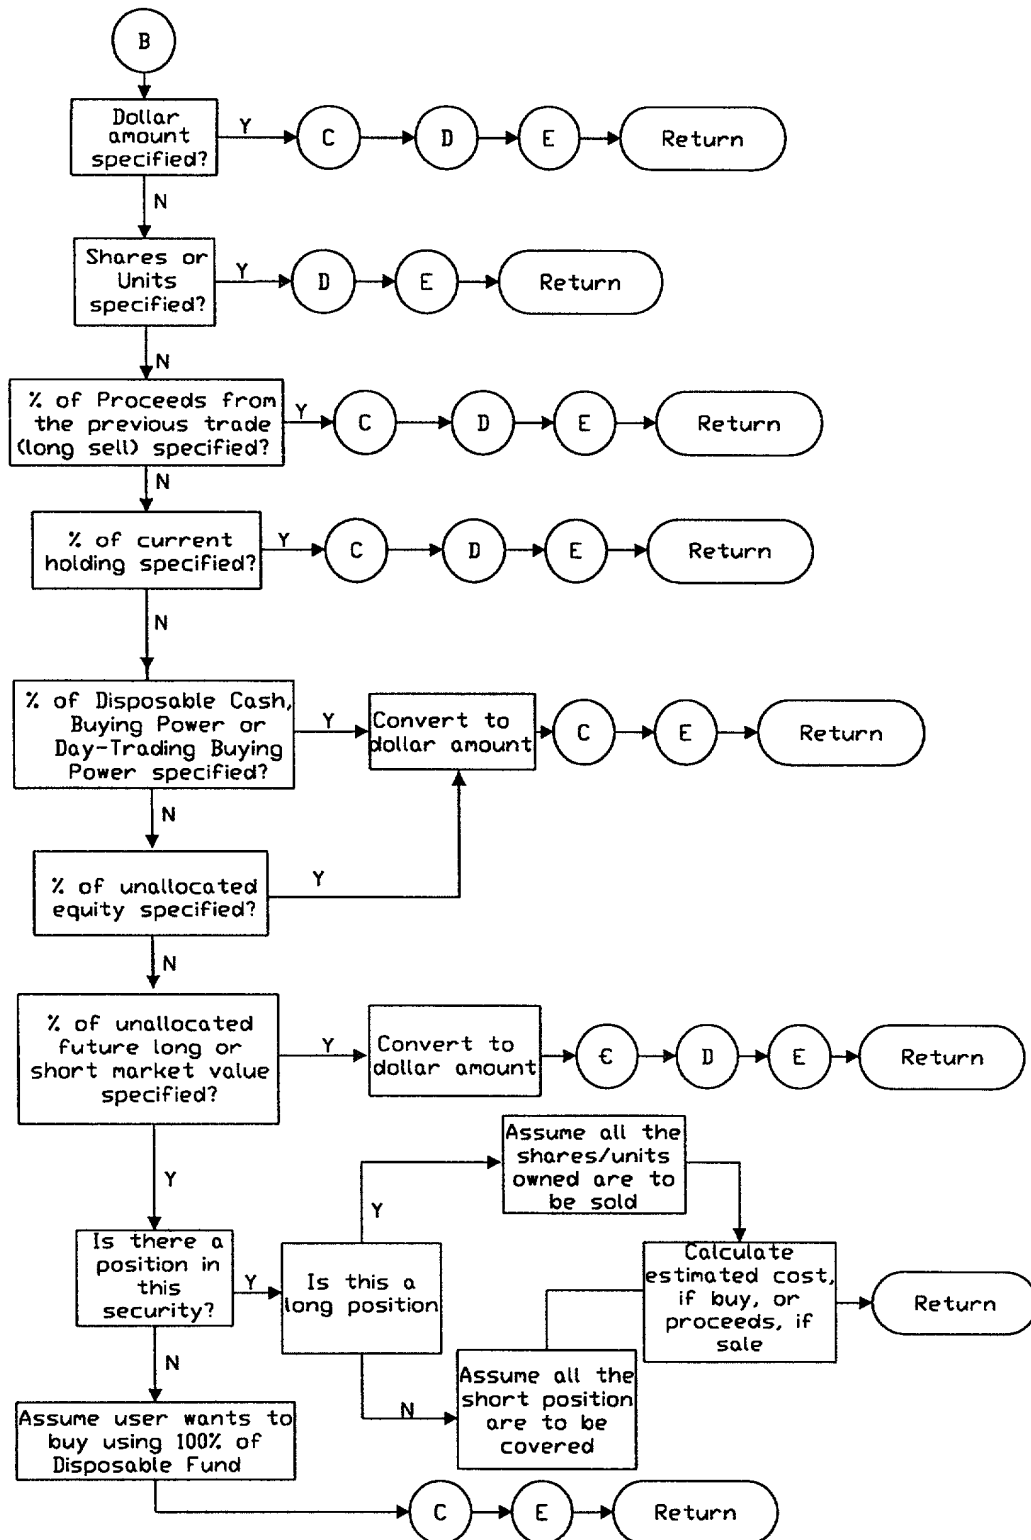 B
Dollar
amount
specified?
Y
C
D
E
Return
N
Shares or
Units
specified?
Y
D
E
Return
N
% of Proceeds from
the previous trade
(long sell) specified?
Y
C
D
E
Return
N
% of current
holding specified?
Y
C
D
E
Return
N
% of Disposable Cash,
Buying Power or
Day-Trading Buying
Power specified?
Y
Convert to
dollar amount
C
E
Return
N
% of unallocated
equity specified?
Y
N
% of unallocated
future long or
short market value
specified?
Y
Convert to
dollar amount
C
D
E
Return
Y
Is there a
position in
this
security?
Y
Is this a
long position
Y
Assume all the
shares/units
owned are to
be sold
Calculate
estimated cost,
if buy, or
proceeds, if
sale
Return
N
Assume all the
short position
are to be
covered
N
Assume user wants to
buy using 100% of
Disposable Fund
C
E
Return